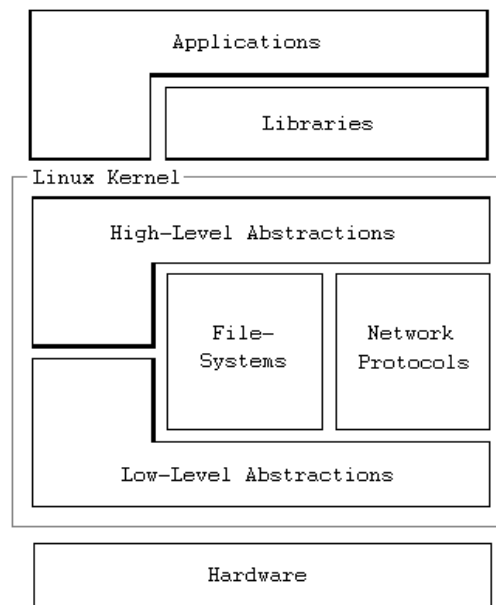 Applications
Libraries
Linux Kernel
High-Level Abstractions
File-
Systems
Network
Protocols
Low-Level Abstractions
Hardware